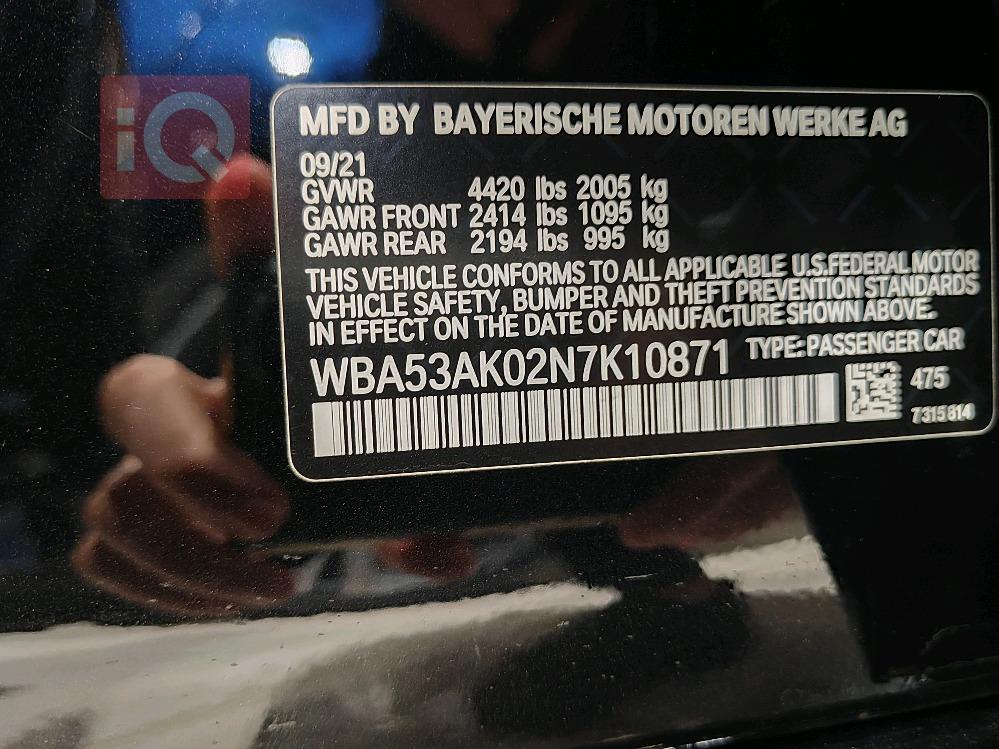 iQ
MFD BY BAYERISCHE MOTOREN WERKE AG
09/21
GVWR 4420 lbs 2005 kg
GAWR FRONT 2414 lbs 1095 kg
GAWR REAR 2194 lbs 995 kg
THIS VEHICLE CONFORMS TO ALL APPLICABLE U.S.FEDERAL MOTOR
VEHICLE SAFETY, BUMPER AND THEFT PREVENTION STANDARDS
IN EFFECT ON THE DATE OF MANUFACTURE SHOWN ABOVE.
WBA53AK02N7K10871 TYPE: PASSENGER CAR
475
7315614